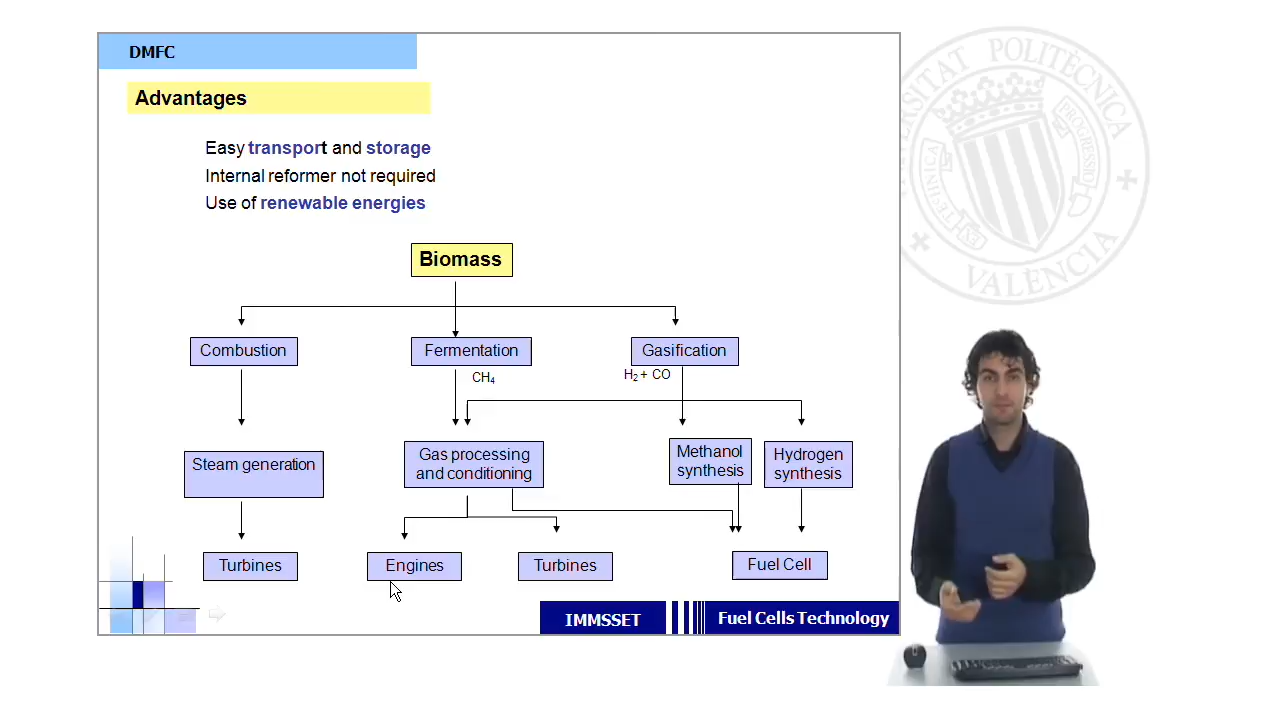 DMFC
Advantages
Easy transport and storage
Internal reformer not required
Use of renewable energies
Biomass
Combustion
Fermentation
Gasification
CH4
H2 + CO
Steam generation
Gas processing
and conditioning
Methanol
synthesis
Hydrogen
synthesis
Turbines
Engines
Turbines
Fuel Cell
IMMSSET
Fuel Cells Technology
UNIVERSITAT POLITÈCNICA
VALÈNCIA